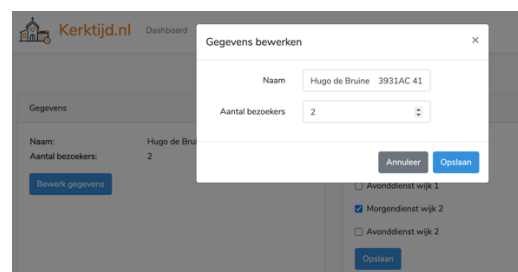 Kerktijd.nl Dashboard
Gegevens bewerken ×
Naam Hugo de Bruine 3931AC 41
Aantal bezoekers 2
Annuleer Opslaan
Gegevens
Naam: Hugo de Brui
Aantal bezoekers: 2
Bewerk gegevens
Avonddienst wijk 1
Morgendienst wijk 2
Avonddienst wijk 2
Opslaan